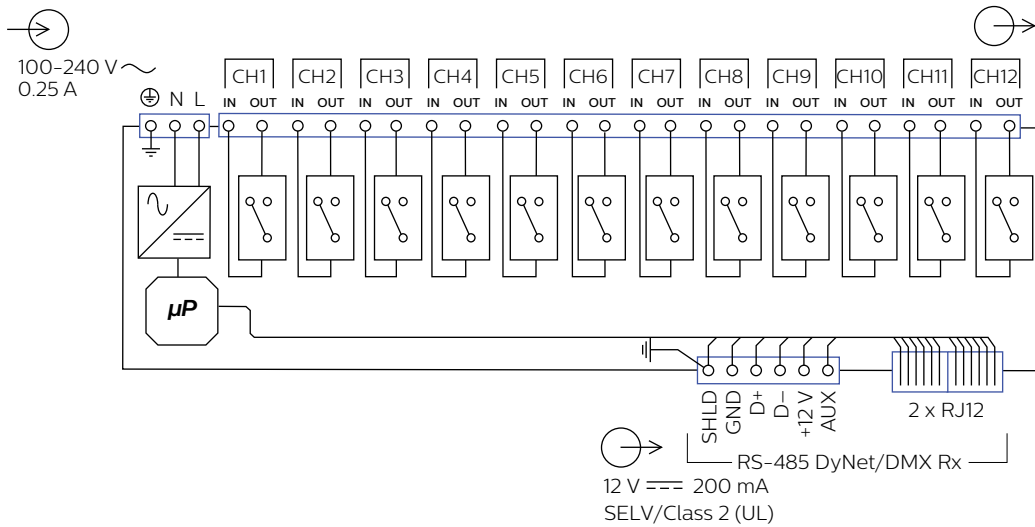 100-240 V
0.25 A
N L
CH1 CH2 CH3 CH4 CH5 CH6 CH7 CH8 CH9 CH10 CH11 CH12
IN OUT IN OUT IN OUT IN OUT IN OUT IN OUT IN OUT IN OUT IN OUT IN OUT IN OUT IN OUT
µP
SHLD
GND
D+
D−
+12 V
AUX
2 x RJ12
RS-485 DyNet/DMX Rx
12 V 200 mA
SELV/Class 2 (UL)